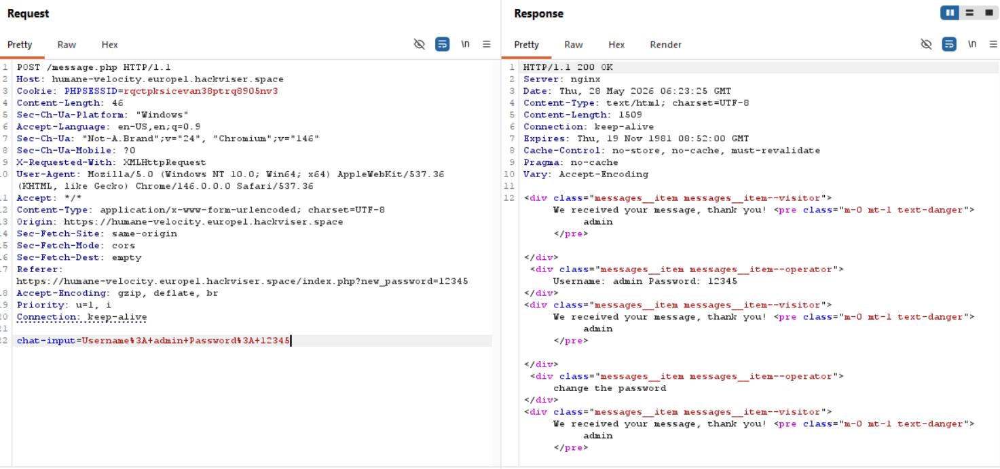 Request
Pretty Raw Hex \n
1 POST /message.php HTTP/1.1
2 Host: humane-velocity.europe1.hackviser.space
3 Cookie: PHPSESSID=rqctpksicevan38ptrq8905nv3
4 Content-Length: 46
5 Sec-Ch-Ua-Platform: "Windows"
6 Accept-Language: en-US,en;q=0.9
7 Sec-Ch-Ua: "Not-A.Brand";v="24", "Chromium";v="146"
8 Sec-Ch-Ua-Mobile: ?0
9 X-Requested-With: XMLHttpRequest
10 User-Agent: Mozilla/5.0 (Windows NT 10.0; Win64; x64) AppleWebKit/537.36
(KHTML, like Gecko) Chrome/146.0.0.0 Safari/537.36
11 Accept: */*
12 Content-Type: application/x-www-form-urlencoded; charset=UTF-8
13 Origin: https://humane-velocity.europe1.hackviser.space
14 Sec-Fetch-Site: same-origin
15 Sec-Fetch-Mode: cors
16 Sec-Fetch-Dest: empty
17 Referer:
https://humane-velocity.europe1.hackviser.space/index.php?new_password=12345
18 Accept-Encoding: gzip, deflate, br
19 Priority: u=1, i
20 Connection: keep-alive
21
22 chat-input=Username%3A+admin+Password%3A+12345
Response
Pretty Raw Hex Render \n
1 HTTP/1.1 200 OK
2 Server: nginx
3 Date: Thu, 28 May 2026 06:23:25 GMT
4 Content-Type: text/html; charset=UTF-8
5 Content-Length: 1509
6 Connection: keep-alive
7 Expires: Thu, 19 Nov 1981 08:52:00 GMT
8 Cache-Control: no-store, no-cache, must-revalidate
9 Pragma: no-cache
10 Vary: Accept-Encoding
11
12 <div class="messages__item messages__item--visitor">
We received your message, thank you! <pre class="m-0 mt-1 text-danger">
admin
</pre>
</div>
<div class="messages__item messages__item--operator">
Username: admin Password: 12345
</div>
<div class="messages__item messages__item--visitor">
We received your message, thank you! <pre class="m-0 mt-1 text-danger">
admin
</pre>
</div>
<div class="messages__item messages__item--operator">
change the password
</div>
<div class="messages__item messages__item--visitor">
We received your message, thank you! <pre class="m-0 mt-1 text-danger">
admin
</pre>